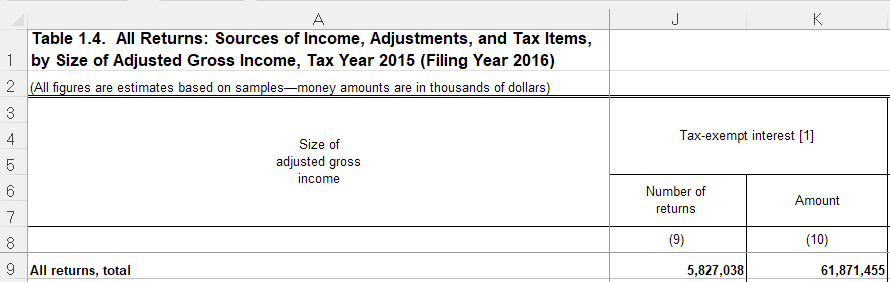 A J K
1 Table 1.4. All Returns: Sources of Income, Adjustments, and Tax Items,
by Size of Adjusted Gross Income, Tax Year 2015 (Filing Year 2016)
2 (All figures are estimates based on samples—money amounts are in thousands of dollars)
3
4 Size of
adjusted gross
income
Tax-exempt interest [1]
5
6 Number of
returns
Amount
7
8 (9) (10)
9 All returns, total 5,827,038 61,871,455